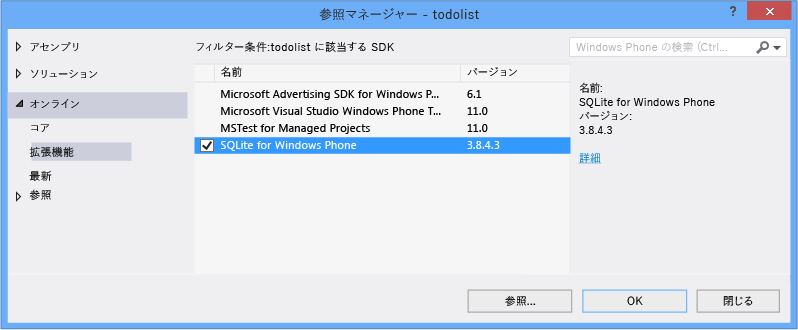 参照マネージャー - todolist
?
アセンブリ
ソリューション
オンライン
コア
拡張機能
最新
参照
フィルター条件:todolist に該当する SDK
名前 バージョン
Microsoft Advertising SDK for Windows P... 6.1
Microsoft Visual Studio Windows Phone T... 11.0
MSTest for Managed Projects 11.0
SQLite for Windows Phone 3.8.4.3
Windows Phone の検索 (Ctrl...
名前:
SQLite for Windows Phone
バージョン:
3.8.4.3
詳細
参照... OK 閉じる